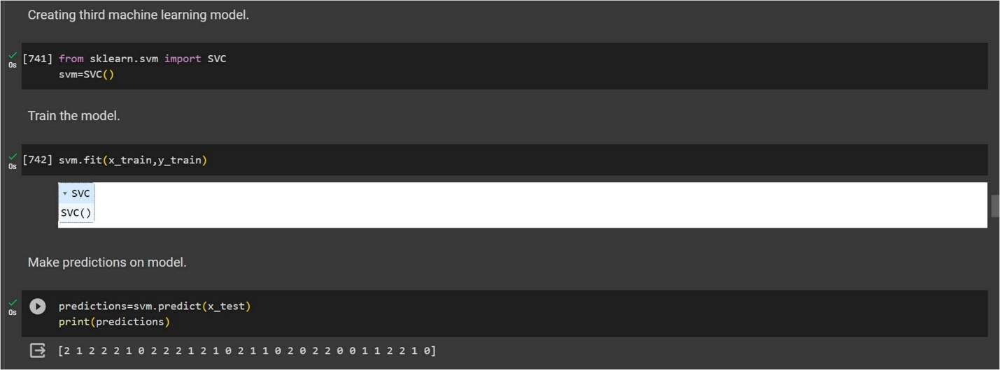 Creating third machine learning model.
0s
[741] from sklearn.svm import SVC
svm=SVC()
Train the model.
0s
[742] svm.fit(x_train,y_train)
SVC
SVC()
Make predictions on model.
0s
predictions=svm.predict(x_test)
print(predictions)
[2 1 2 2 2 1 0 2 2 2 1 2 1 0 2 1 1 0 2 0 2 2 0 0 1 1 2 2 1 0]